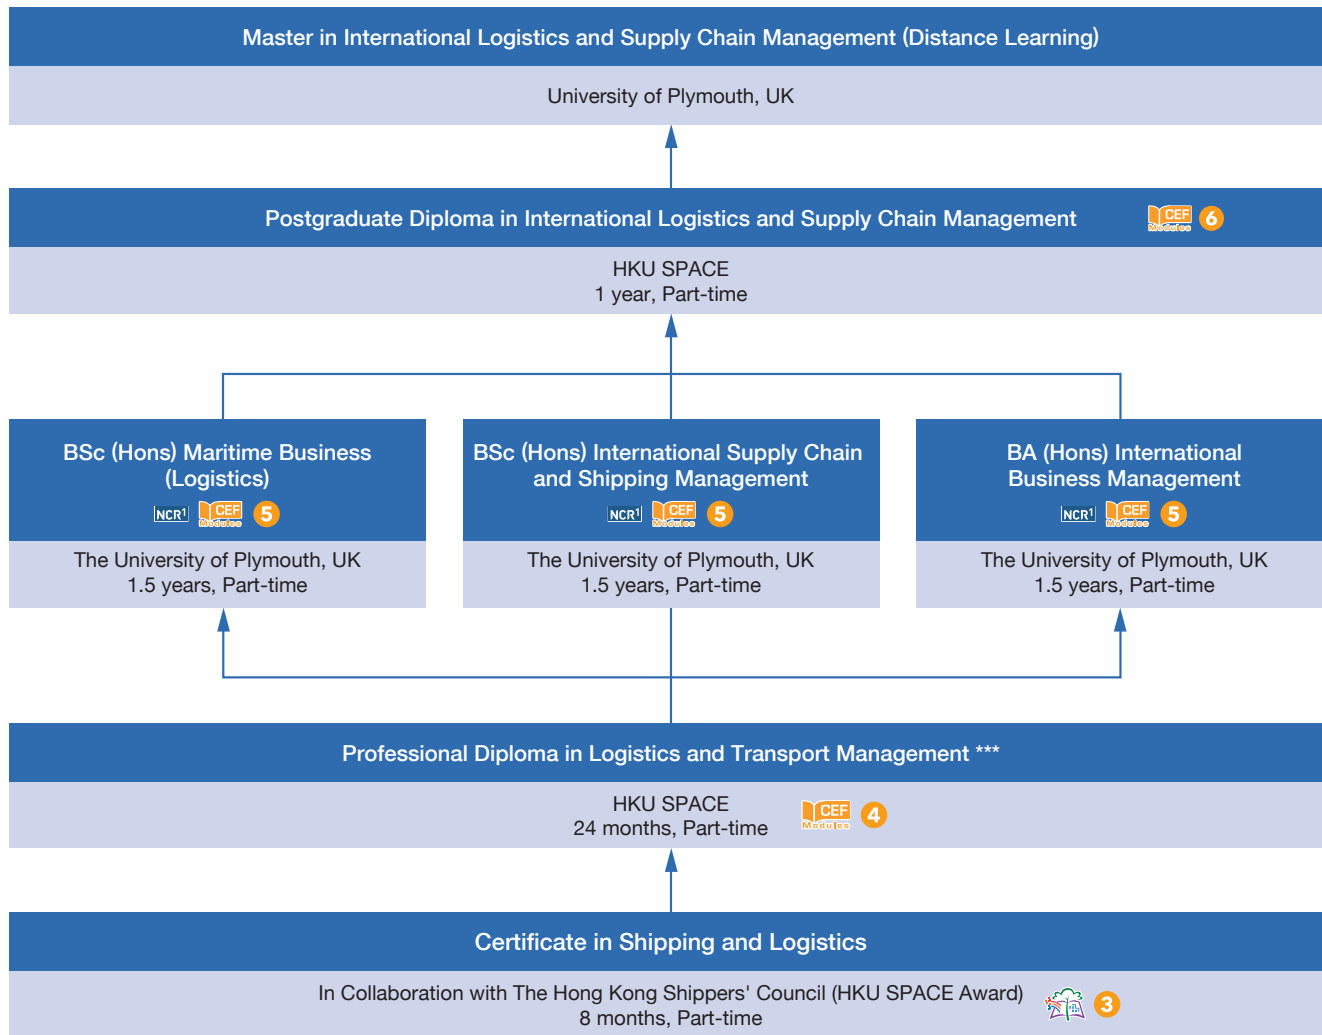 Master in International Logistics and Supply Chain Management (Distance Learning)
University of Plymouth, UK
Postgraduate Diploma in International Logistics and Supply Chain Management
CEF
Modules
6
HKU SPACE
1 year, Part-time
BSc (Hons) Maritime Business
(Logistics)
NCR1
CEF
Modules
5
The University of Plymouth, UK
1.5 years, Part-time
BSc (Hons) International Supply Chain
and Shipping Management
NCR1
CEF
Modules
5
The University of Plymouth, UK
1.5 years, Part-time
BA (Hons) International
Business Management
NCR1
CEF
Modules
5
The University of Plymouth, UK
1.5 years, Part-time
Professional Diploma in Logistics and Transport Management ***
HKU SPACE
24 months, Part-time
CEF
Modules
4
Certificate in Shipping and Logistics
In Collaboration with The Hong Kong Shippers' Council (HKU SPACE Award)
8 months, Part-time
3